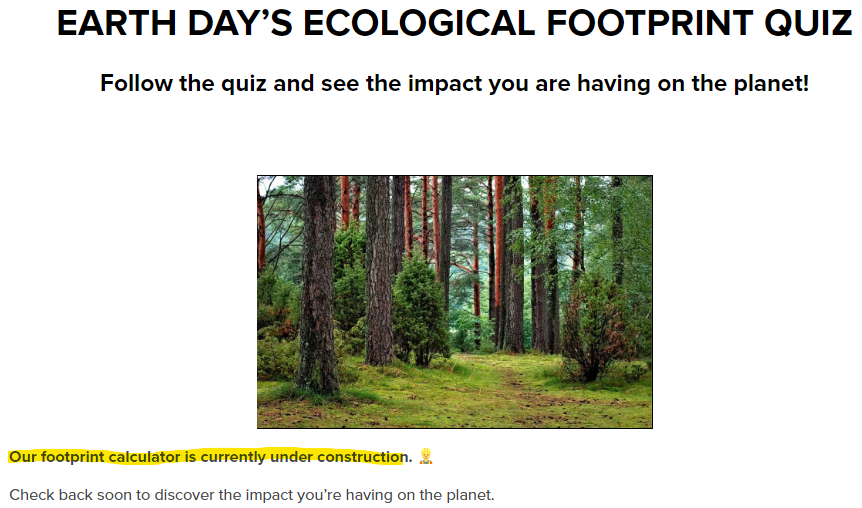 EARTH DAY’S ECOLOGICAL FOOTPRINT QUIZ
Follow the quiz and see the impact you are having on the planet!
Our footprint calculator is currently under construction. 👷
Check back soon to discover the impact you’re having on the planet.